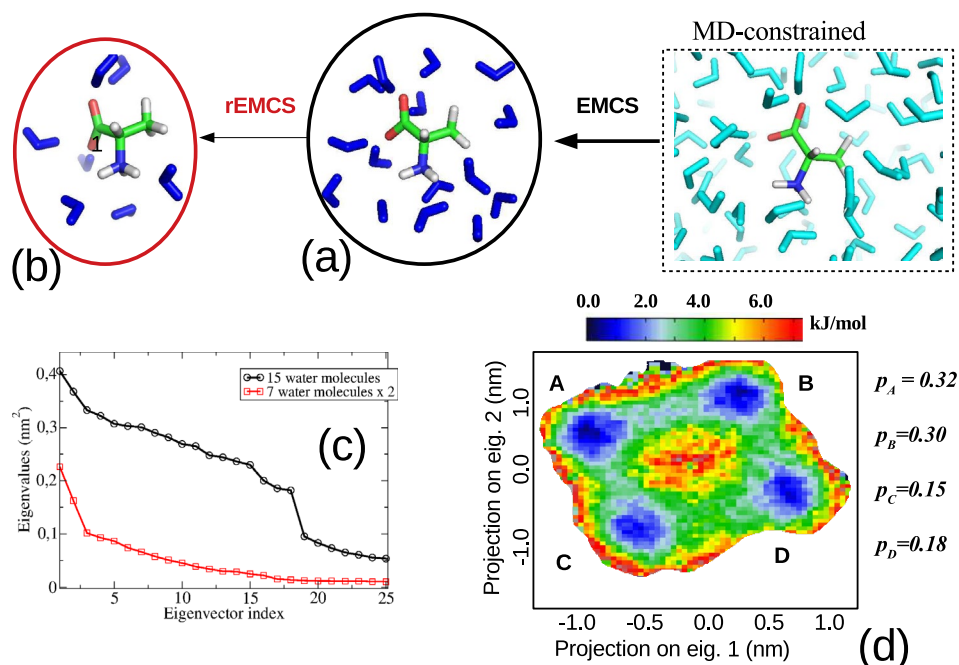 MD-constrained
rEMCS
EMCS
1
(b)
(a)
0.0 2.0 4.0 6.0
kJ/mol
0,4
0,3
0,2
0,1
0
Eigenvalues (nm²)
15 water molecules
7 water molecules x 2
(c)
5 10 15 20 25
Eigenvector index
A
B
C
D
1.0
0.0
-1.0
Projection on eig. 2 (nm)
-1.0 -0.5 0.0 0.5 1.0
Projection on eig. 1 (nm)
p_A = 0.32
p_B=0.30
p_C=0.15
p_D=0.18
(d)